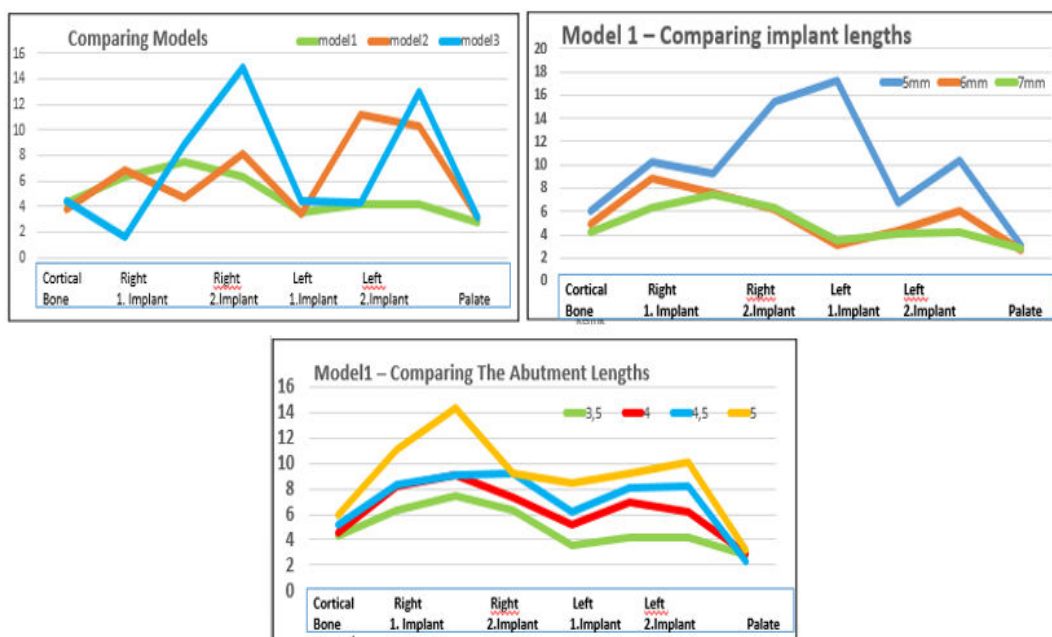 Comparing Models
model1 model2 model3
16
14
12
10
8
6
4
2
0
Cortical Right Right Left Left
Bone 1. Implant 2.Implant 1.Implant 2.Implant Palate
Model 1 – Comparing implant lengths
5mm 6mm 7mm
20
18
16
14
12
10
8
6
4
2
0
Cortical Right Right Left Left
Bone 1. Implant 2.Implant 1.Implant 2.Implant Palate
Model1 – Comparing The Abutment Lengths
3,5 4 4,5 5
16
14
12
10
8
6
4
2
0
Cortical Right Right Left Left
Bone 1. Implant 2.Implant 1.Implant 2.Implant Palate